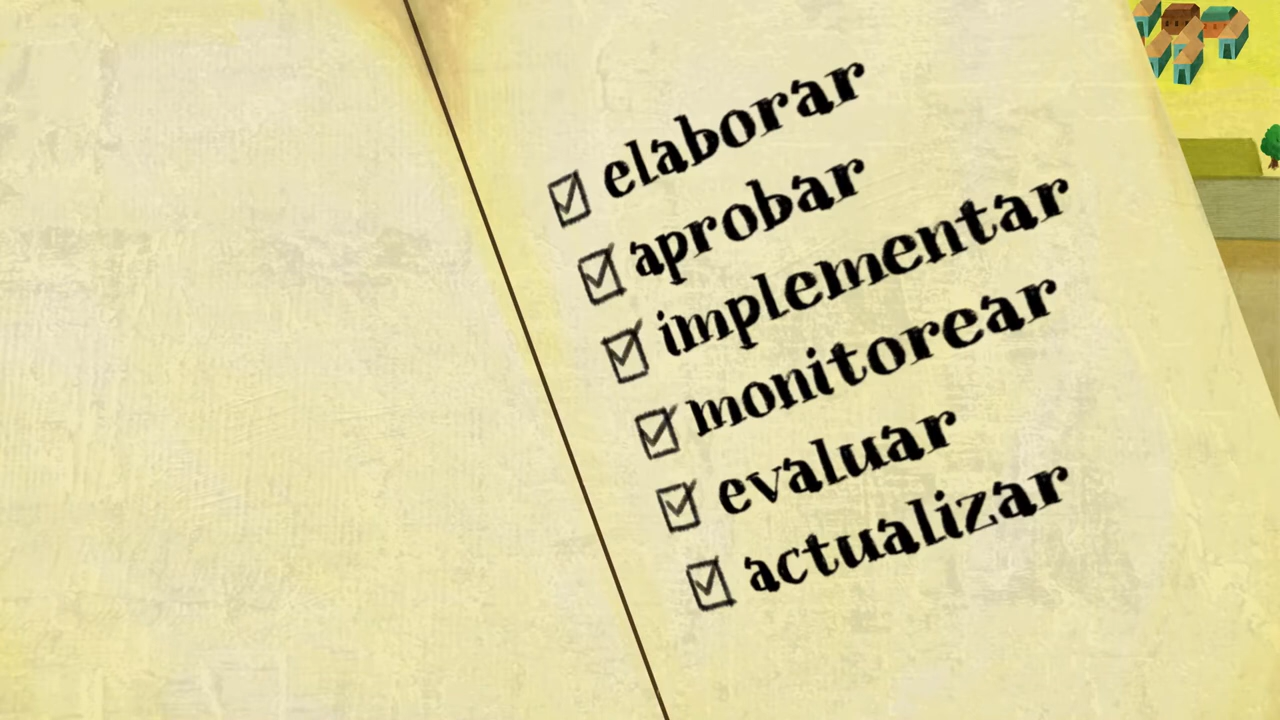 elaborar
aprobar
implementar
monitorear
evaluar
actualizar